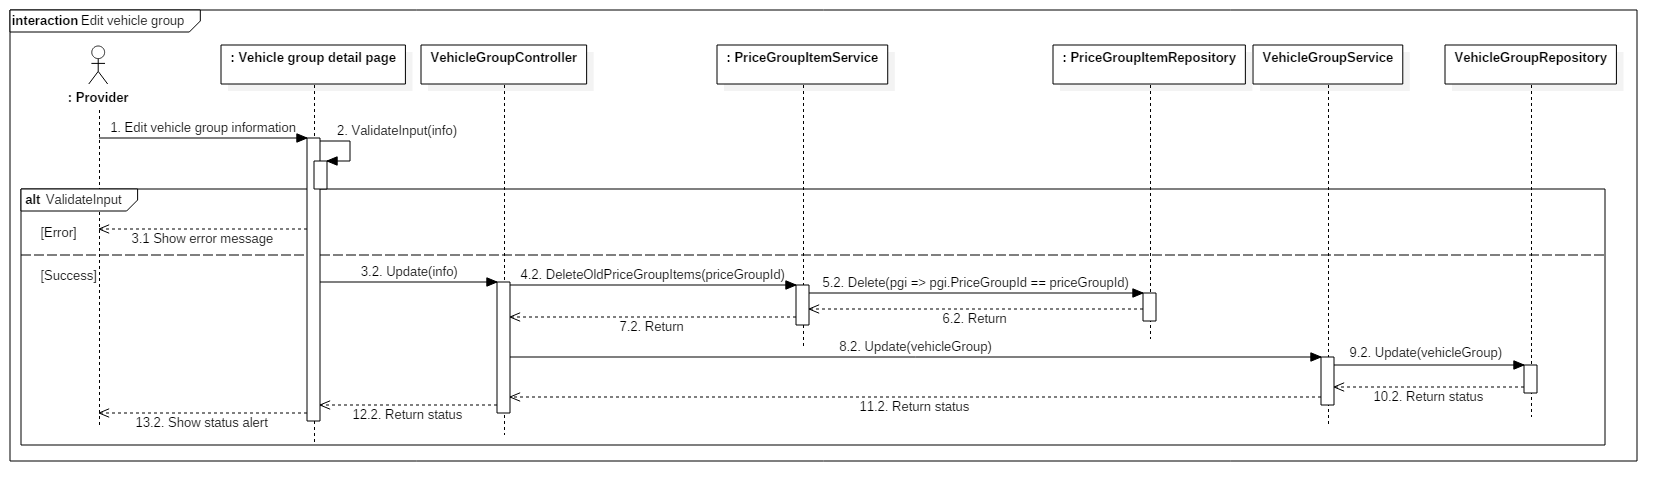 interaction Edit vehicle group
: Vehicle group detail page
VehicleGroupController
: PriceGroupItemService
: PriceGroupItemRepository
VehicleGroupService
VehicleGroupRepository
: Provider
1. Edit vehicle group information
2. ValidateInput(info)
alt ValidateInput
[Error]
3.1 Show error message
[Success]
3.2. Update(info)
4.2. DeleteOldPriceGroupItems(priceGroupId)
5.2. Delete(pgi => pgi.PriceGroupId == priceGroupId)
6.2. Return
7.2. Return
8.2. Update(vehicleGroup)
9.2. Update(vehicleGroup)
10.2. Return status
11.2. Return status
12.2. Return status
13.2. Show status alert